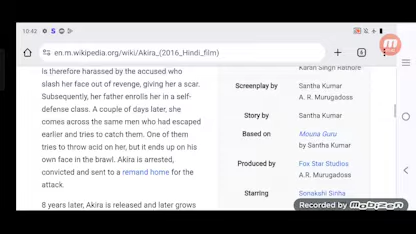 10:42
en.m.wikipedia.org/wiki/Akira_(2016_Hindi_film)
6
is therefore harassed by the accused who
slash her face out of revenge, giving her a scar.
Subsequently, her father enrolls her in a self-
defense class. A couple of days later, she
comes across the same men who had escaped
earlier and tries to catch them. One of them
tries to throw acid on her, but it ends up on
his own face in the brawl. Akira is arrested,
convicted and sent to a remand home for the
attack.
8 years later, Akira is released and later grows
Karan Singh Rathore
Screenplay by Santha Kumar
A. R. Murugadoss
Story by Santha Kumar
Based on Mouna Guru
by Santha Kumar
Produced by Fox Star Studios
A.R. Murugadoss
Starring Sonakshi Sinha
Recorded by Mobizen